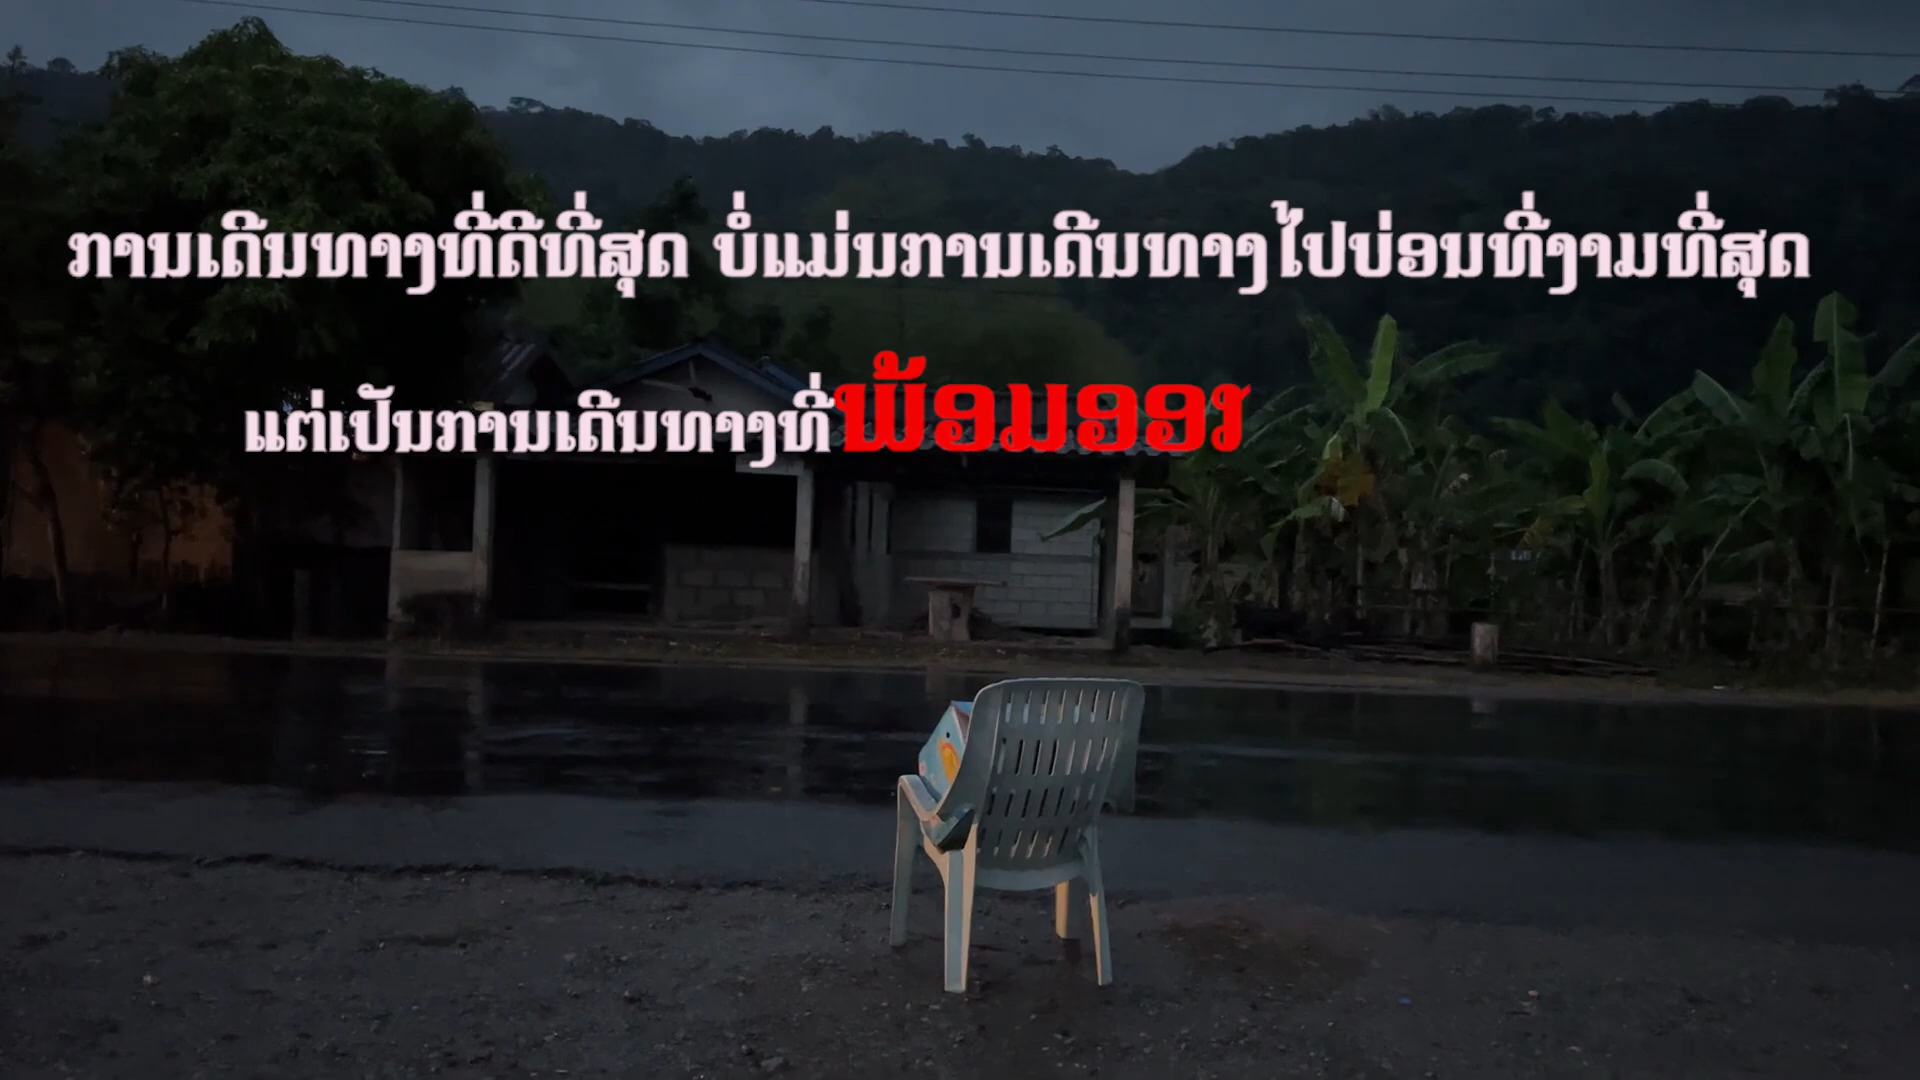 ການເດີນທາງທີ່ດີທີ່ສຸດ ບໍ່ແມ່ນການເດີນທາງໄປບ່ອນທີ່ງາມທີ່ສຸດ
ແຕ່ເປັນການເດີນທາງທີ່ພ້ອມ